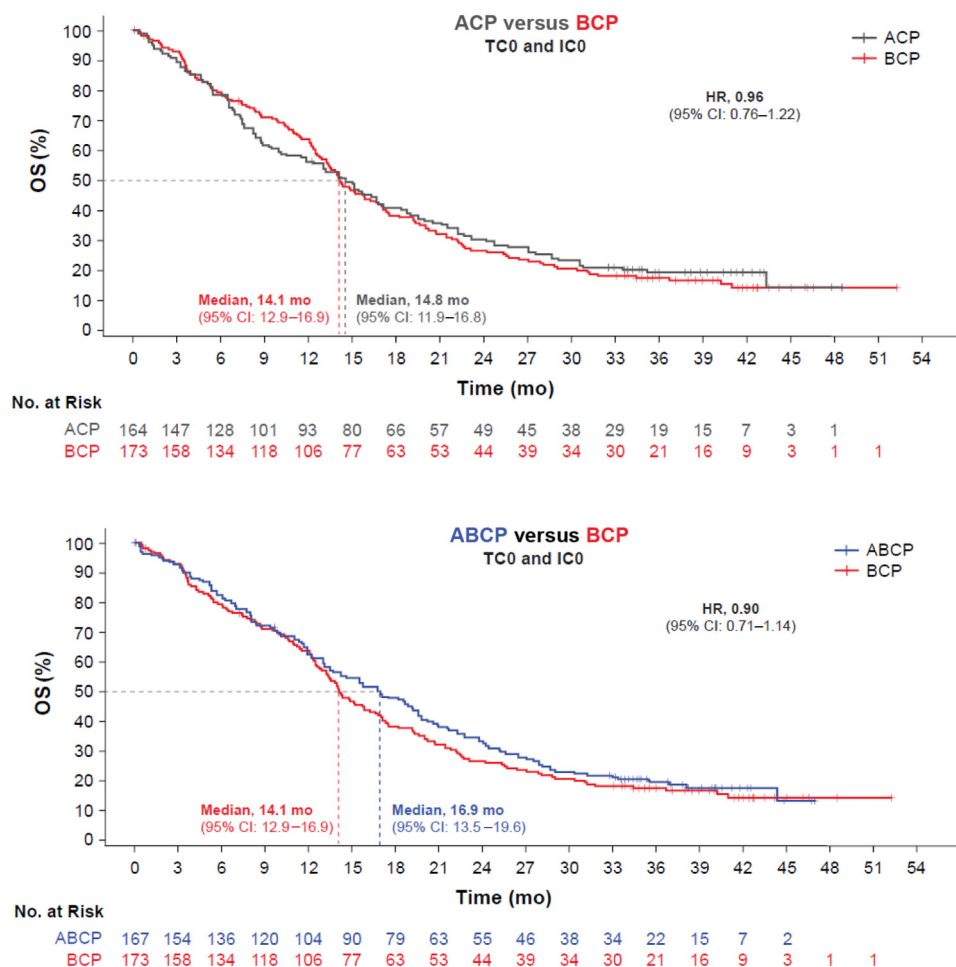 ACP versus BCP
TC0 and IC0
ACP
BCP
HR, 0.96
(95% CI: 0.76–1.22)
OS (%)
100
90
80
70
60
50
40
30
20
10
0
Median, 14.1 mo
(95% CI: 12.9–16.9)
Median, 14.8 mo
(95% CI: 11.9–16.8)
0 3 6 9 12 15 18 21 24 27 30 33 36 39 42 45 48 51 54
Time (mo)
No. at Risk
ACP 164 147 128 101 93 80 66 57 49 45 38 29 19 15 7 3 1
BCP 173 158 134 118 106 77 63 53 44 39 34 30 21 16 9 3 1 1
ABCP versus BCP
TC0 and IC0
ABCP
BCP
HR, 0.90
(95% CI: 0.71–1.14)
OS (%)
100
90
80
70
60
50
40
30
20
10
0
Median, 14.1 mo
(95% CI: 12.9–16.9)
Median, 16.9 mo
(95% CI: 13.5–19.6)
0 3 6 9 12 15 18 21 24 27 30 33 36 39 42 45 48 51 54
Time (mo)
No. at Risk
ABCP 167 154 136 120 104 90 79 63 55 46 38 34 22 15 7 2
BCP 173 158 134 118 106 77 63 53 44 39 34 30 21 16 9 3 1 1